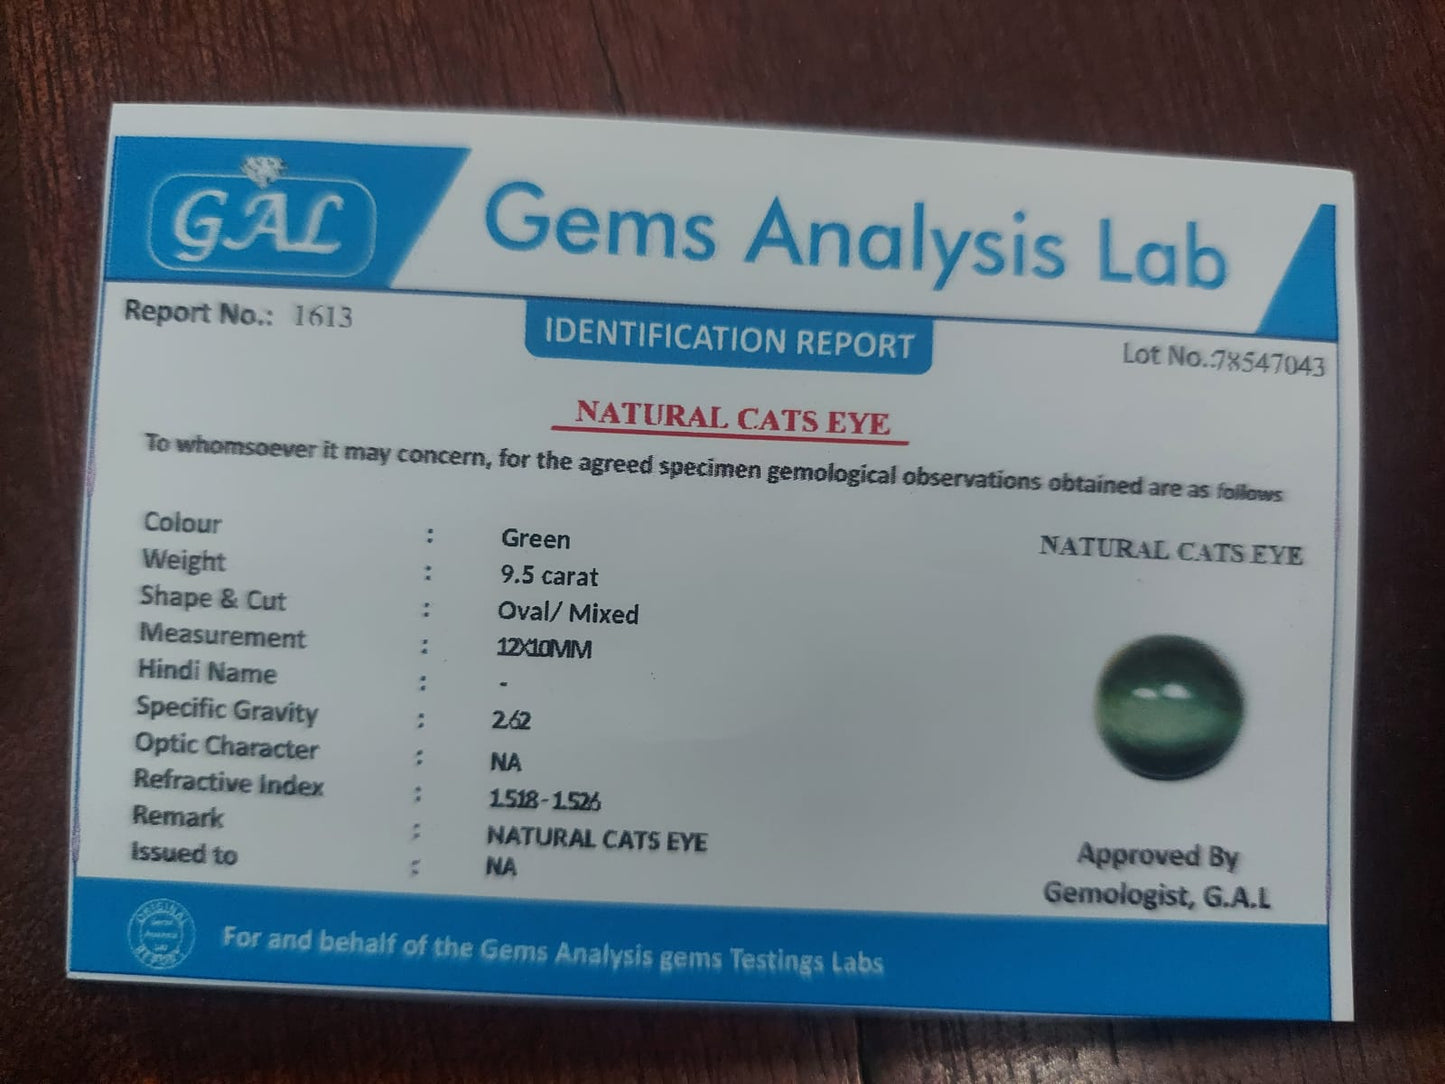 GAL
Gems Analysis Lab
Report No.: 1613
IDENTIFICATION REPORT
Lot No.:78547043
NATURAL CATS EYE
To whomsoever it may concern, for the agreed specimen gemological observations obtained are as follows
Colour : Green
Weight : 9.5 carat
Shape & Cut : Oval/ Mixed
Measurement : 12X10MM
Hindi Name : -
Specific Gravity : 2.62
Optic Character : NA
Refractive Index : 1.518-1.526
Remark : NATURAL CATS EYE
Issued to : NA
NATURAL CATS EYE
Approved By
Gemologist, G.A.L
ORIGINAL
For and behalf of the Gems Analysis gems Testings Labs